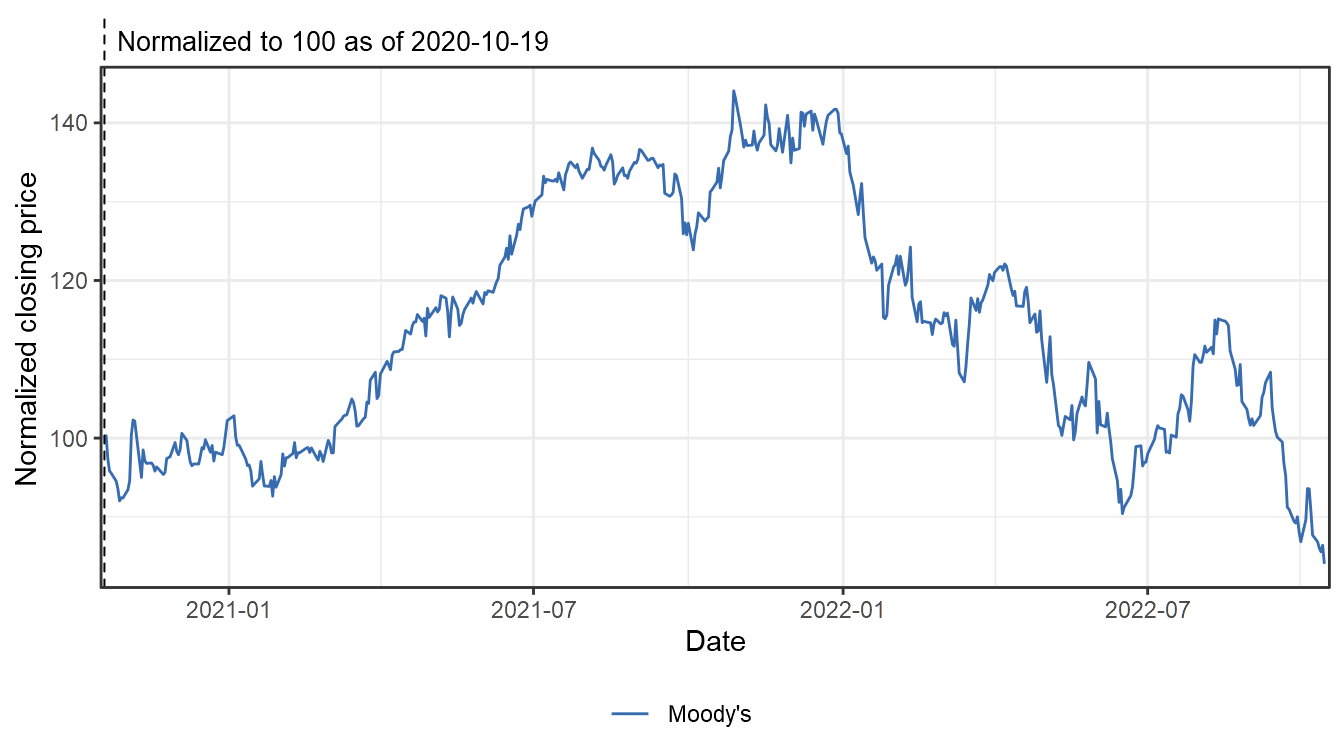 Normalized to 100 as of 2020-10-19
Normalized closing price
140
120
100
2021-01
2021-07
2022-01
2022-07
Date
Moody's